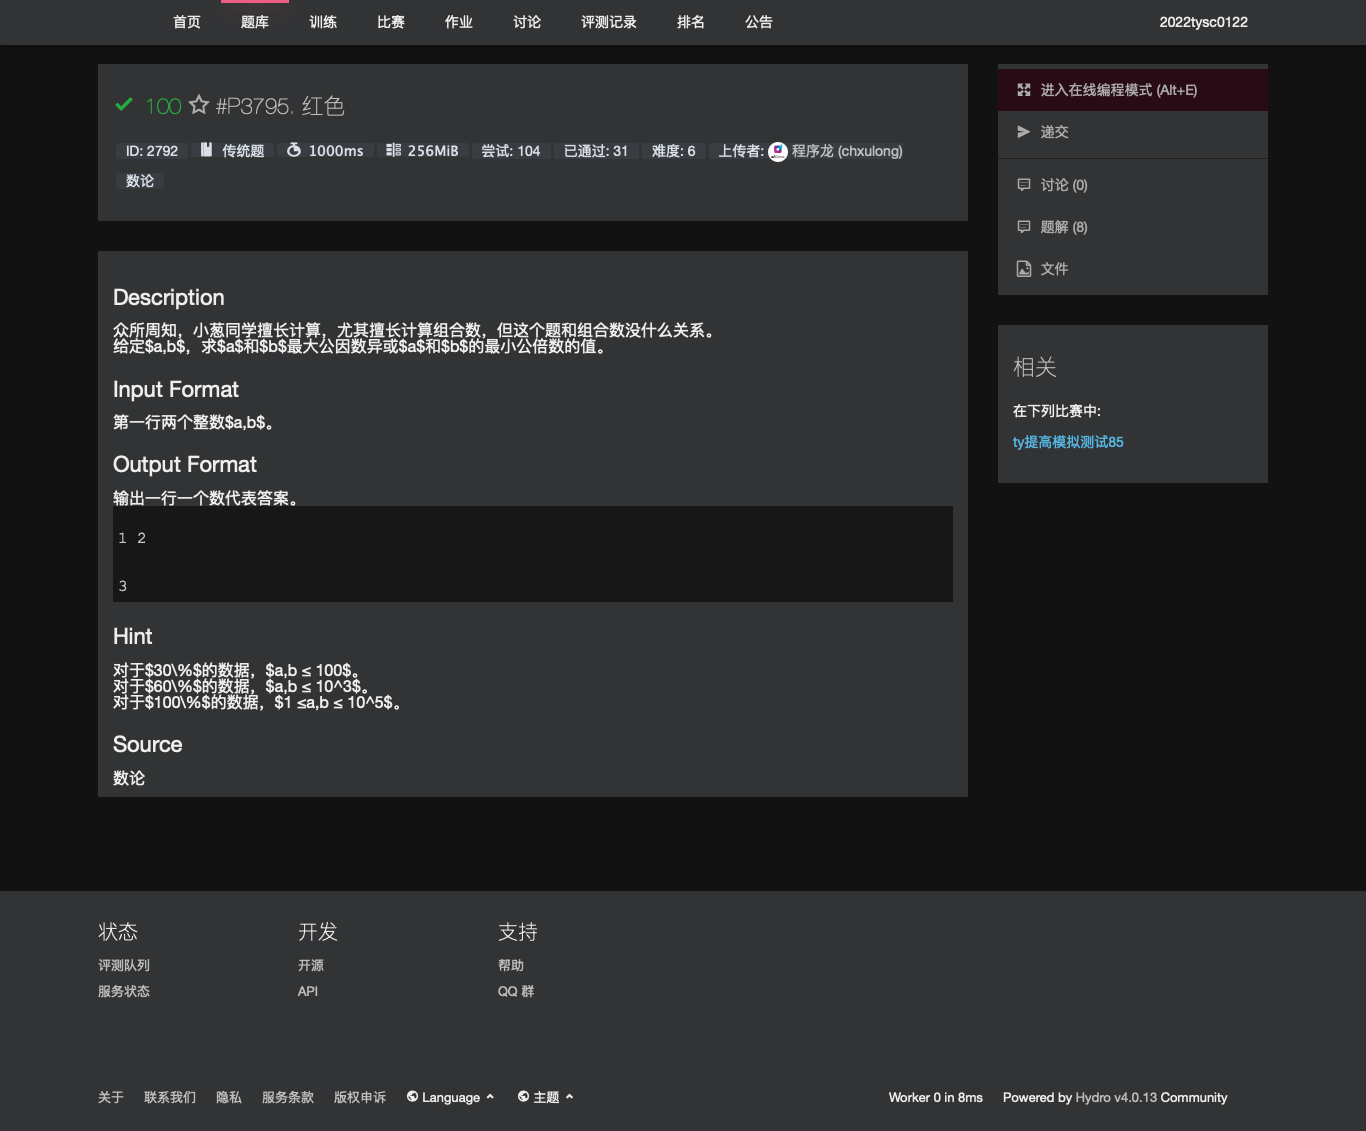 首页 题库 训练 比赛 作业 讨论 评测记录 排名 公告 2022tysc0122
100 #P3795. 红色
ID: 2792 传统题 1000ms 256MiB 尝试: 104 已通过: 31 难度: 6 上传者: 程序龙 (chxulong)
数论
Description
众所周知，小葱同学擅长计算，尤其擅长计算组合数，但这个题和组合数没什么关系。
给定$a,b$，求$a$和$b$最大公因数异或$a$和$b$的最小公倍数的值。
Input Format
第一行两个整数$a,b$。
Output Format
输出一行一个数代表答案。
1 2
3
Hint
对于$30\%$的数据，$a,b ≤ 100$。
对于$60\%$的数据，$a,b ≤ 10^3$。
对于$100\%$的数据，$1 ≤a,b ≤ 10^5$。
Source
数论
进入在线编程模式 (Alt+E)
递交
讨论 (0)
题解 (8)
文件
相关
在下列比赛中:
ty提高模拟测试85
状态 开发 支持
评测队列 开源 帮助
服务状态 API QQ 群
关于 联系我们 隐私 服务条款 版权申诉 Language 主题 Worker 0 in 8ms Powered by Hydro v4.0.13 Community